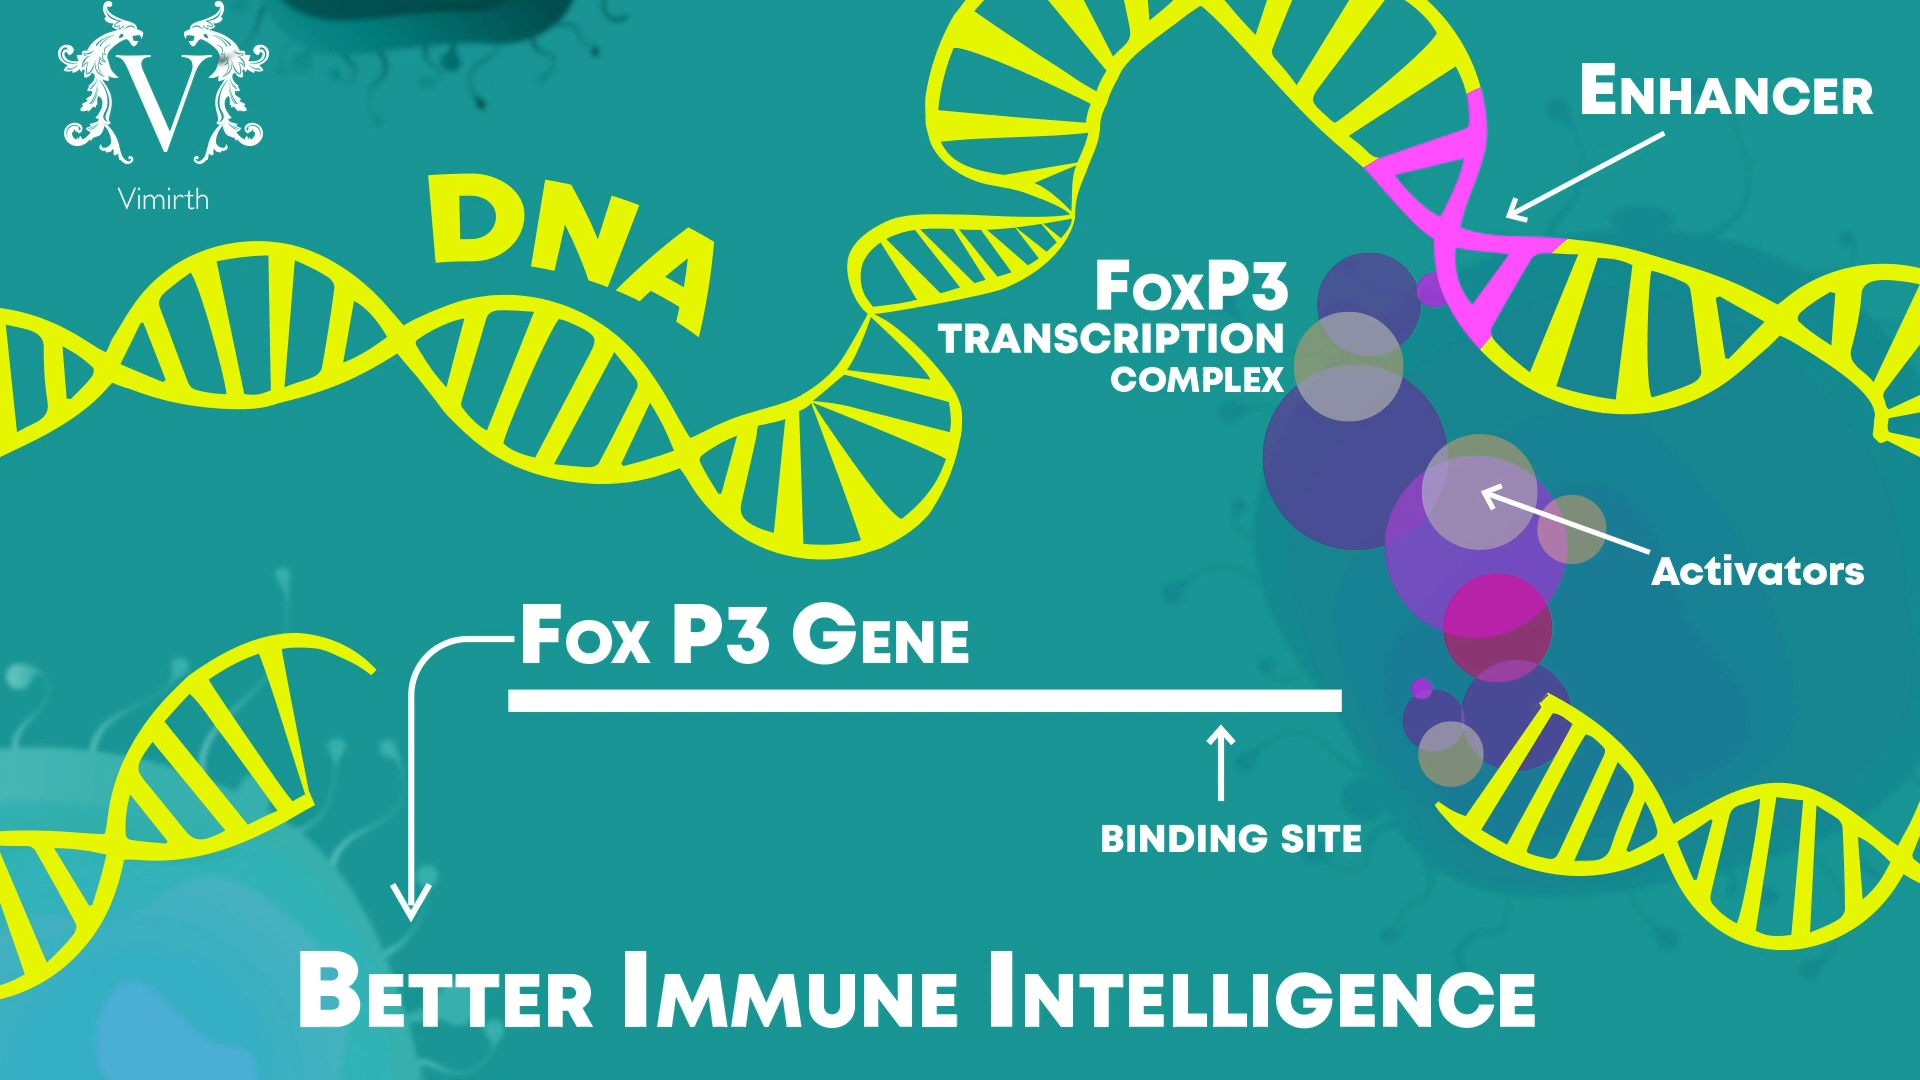 V
Vimirth
DNA
ENHANCER
FOXP3
TRANSCRIPTION
COMPLEX
Activators
FOX P3 GENE
BINDING SITE
BETTER IMMUNE INTELLIGENCE